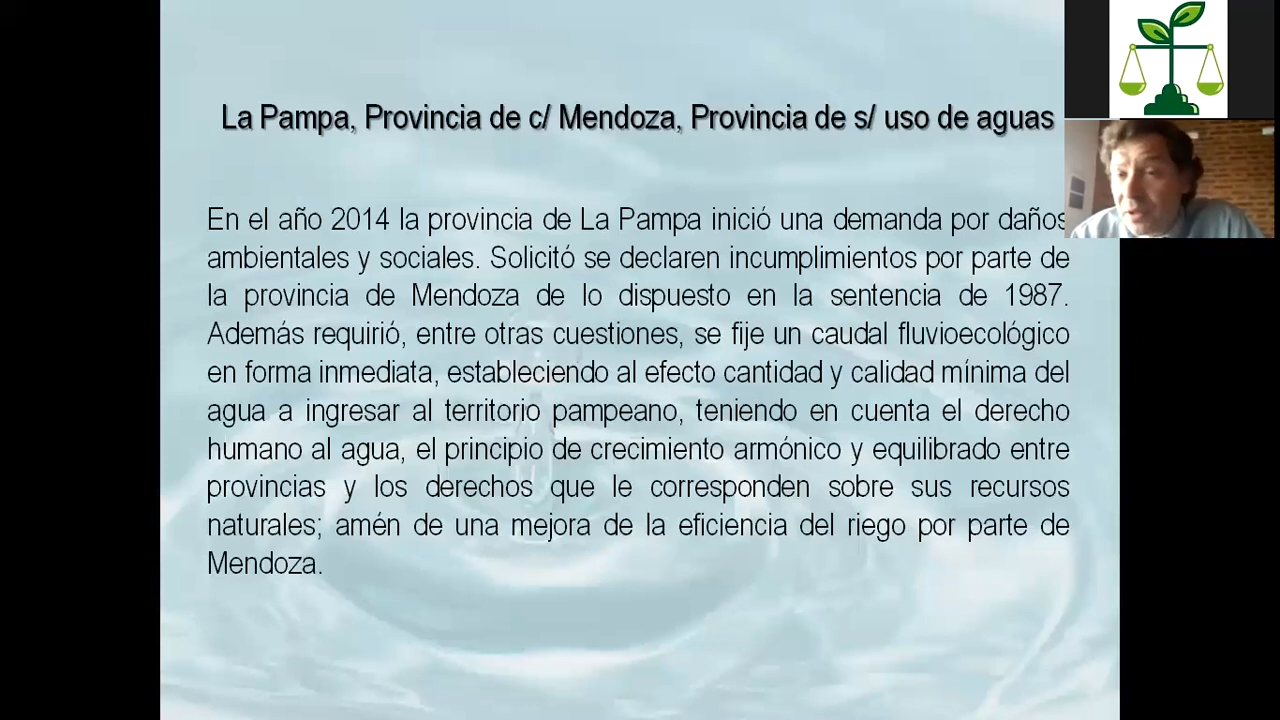 La Pampa, Provincia de c/ Mendoza, Provincia de s/ uso de aguas
En el año 2014 la provincia de La Pampa inició una demanda por daños
ambientales y sociales. Solicitó se declaren incumplimientos por parte de
la provincia de Mendoza de lo dispuesto en la sentencia de 1987.
Además requirió, entre otras cuestiones, se fije un caudal fluvioecológico
en forma inmediata, estableciendo al efecto cantidad y calidad mínima del
agua a ingresar al territorio pampeano, teniendo en cuenta el derecho
humano al agua, el principio de crecimiento armónico y equilibrado entre
provincias y los derechos que le corresponden sobre sus recursos
naturales; amén de una mejora de la eficiencia del riego por parte de
Mendoza.